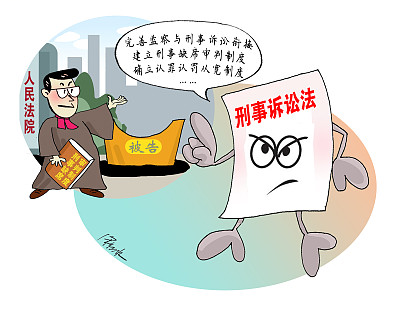 完善监察与刑事诉讼衔接
建立刑事缺席审判制度
确立认罪认罚从宽制度
… …
人民法院
被告
刑事诉讼法